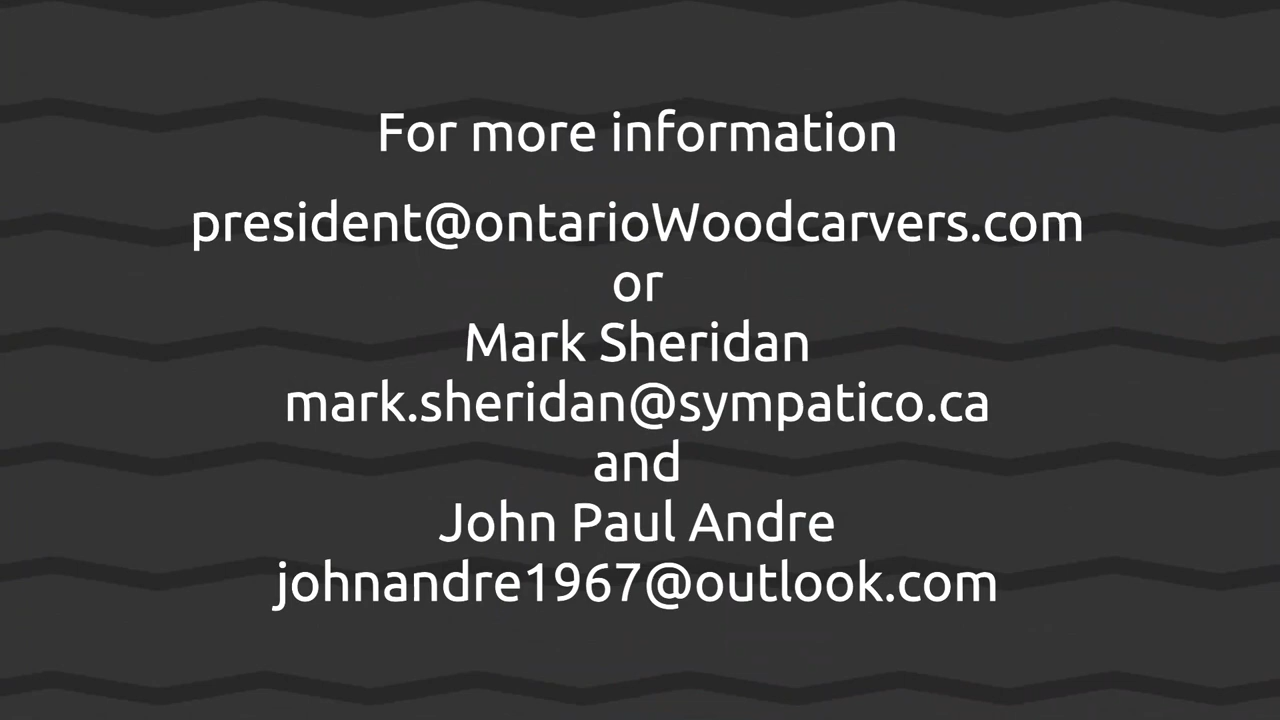 For more information
president@ontarioWoodcarvers.com
or
Mark Sheridan
mark.sheridan@sympatico.ca
and
John Paul Andre
johnandre1967@outlook.com